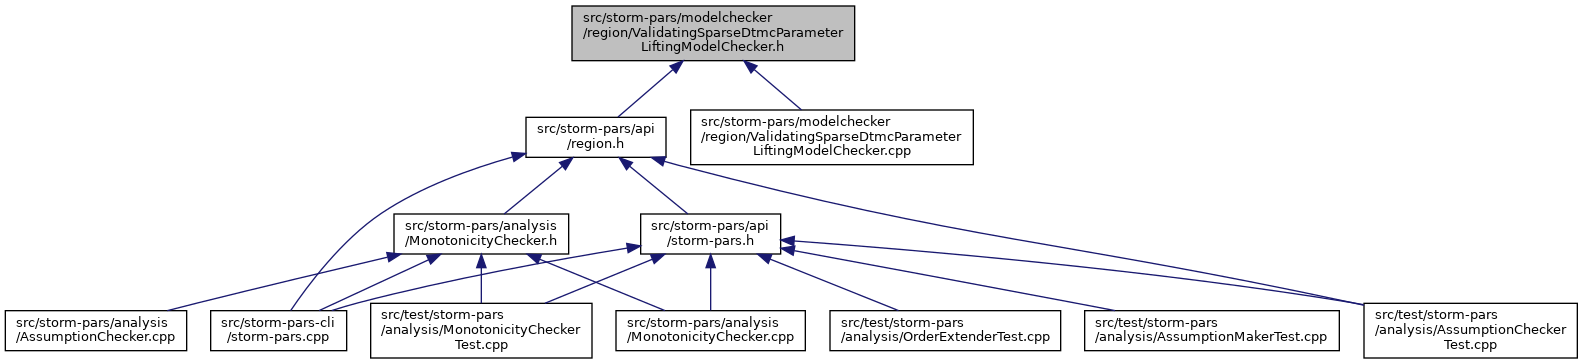 src/storm-pars/modelchecker
/region/ValidatingSparseDtmcParameter
LiftingModelChecker.h
src/storm-pars/api
/region.h
src/storm-pars/modelchecker
/region/ValidatingSparseDtmcParameter
LiftingModelChecker.cpp
src/storm-pars/analysis
/MonotonicityChecker.h
src/storm-pars/api
/storm-pars.h
src/storm-pars/analysis
/AssumptionChecker.cpp
src/storm-pars-cli
/storm-pars.cpp
src/test/storm-pars
/analysis/MonotonicityChecker
Test.cpp
src/storm-pars/analysis
/MonotonicityChecker.cpp
src/test/storm-pars
/analysis/OrderExtenderTest.cpp
src/test/storm-pars
/analysis/AssumptionMakerTest.cpp
src/test/storm-pars
/analysis/AssumptionChecker
Test.cpp